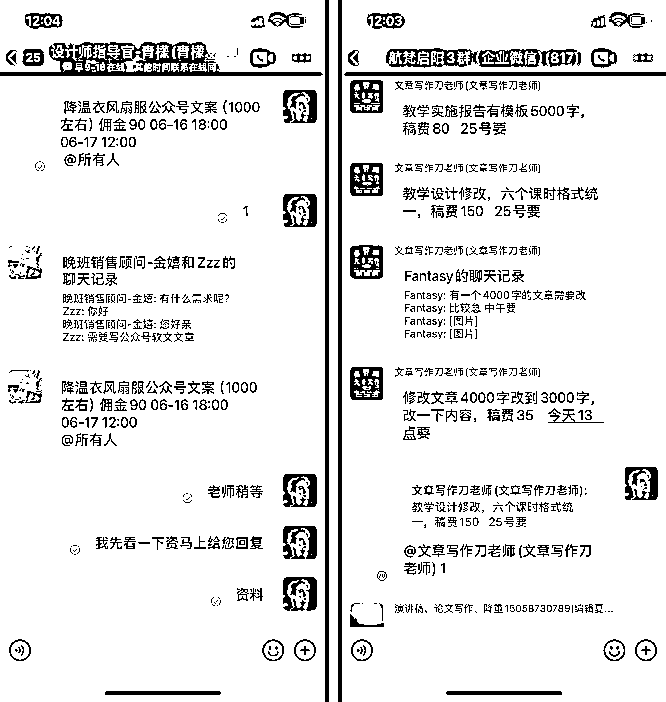 12:04
25
设计师指导官-青檬(青檬
降温衣风扇服公众号文案(1000
左右)佣金90 06-16 18:00
06-17 12:00
@所有人
1
晚班销售顾问-金嬉和Zzz的
聊天记录
晚班销售顾问-金嬉: 有什么需求呢?
Zzz: 你好
晚班销售顾问-金嬉: 您好亲
Zzz: 需要写公众号软文文章
降温衣风扇服公众号文案(1000
左右)佣金90 06-16 18:00
06-17 12:00
@所有人
老师稍等
我先看一下资马上给您回复
资料
12:03
航梵启阳3群(企业微信)(817)
文章写作刀老师(文章写作刀老师)
教学实施报告有模板5000字,
稿费80 25号要
文章写作刀老师(文章写作刀老师)
教学设计修改,六个课时格式统
一,稿费150 25号要
文章写作刀老师(文章写作刀老师)
Fantasy的聊天记录
Fantasy: 有一个4000字的文章需要改
Fantasy: 比较急 中午要
Fantasy: [图片]
Fantasy: [图片]
文章写作刀老师(文章写作刀老师)
修改文章4000字改到3000字,
改一下内容,稿费35 今天13
点要
文章写作刀老师(文章写作刀老师):
教学设计修改,六个课时格式统
一,稿费150 25号要
@文章写作刀老师(文章写作刀
老师) 1
演讲稿、论文写作、降重15058730789|编辑夏...